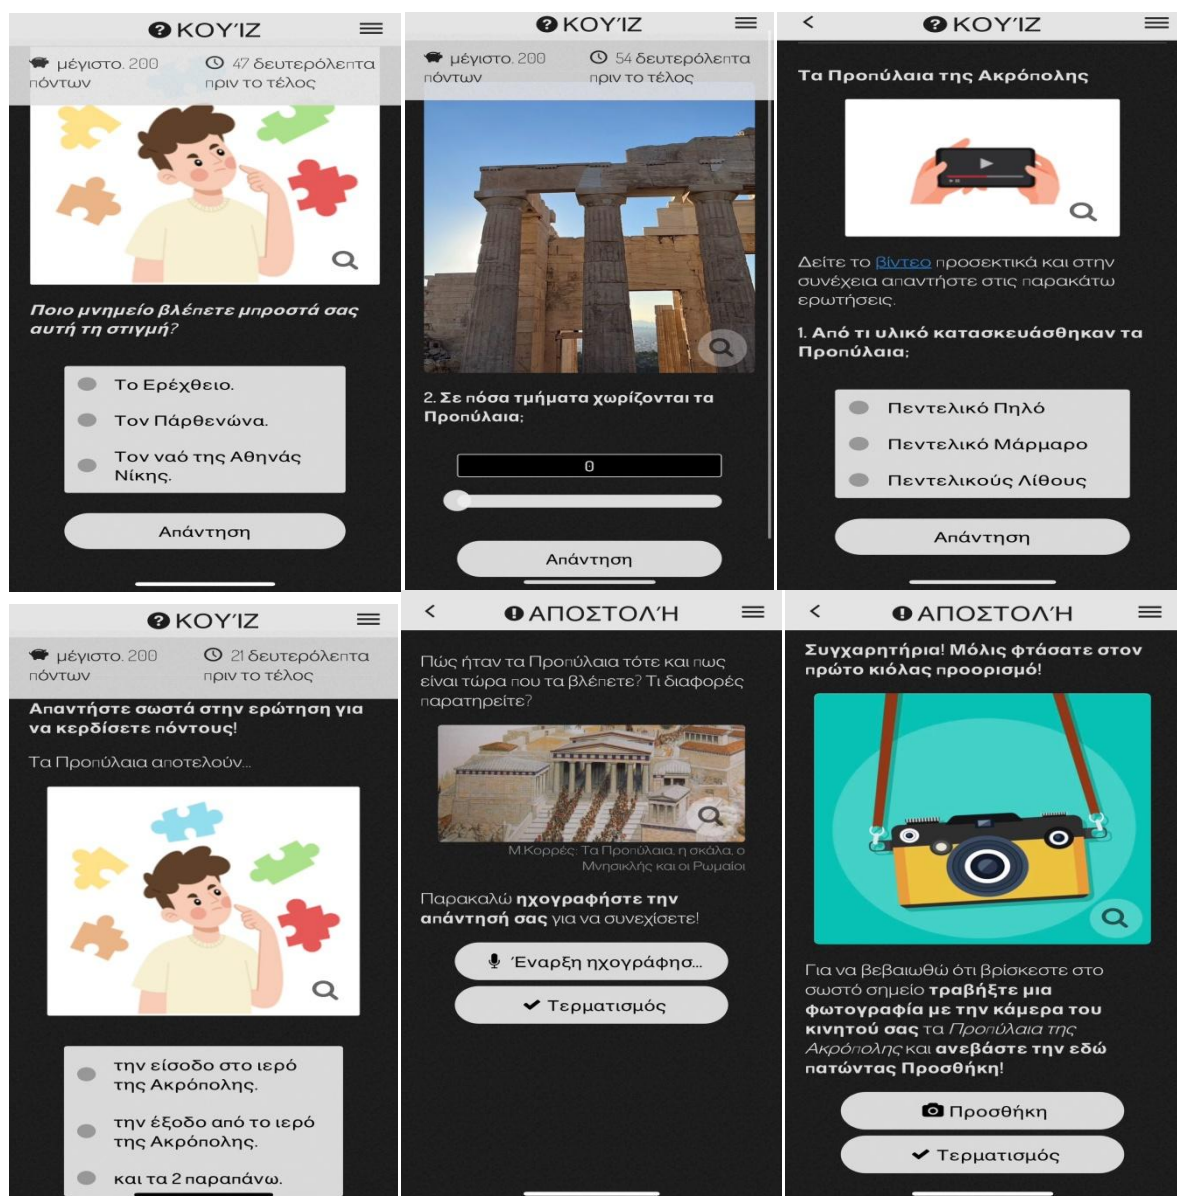 ΚΟΥΊΖ
μέγιστο. 200 πόντων
47 δευτερόλεπτα πριν το τέλος
Ποιο μνημείο βλέπετε μπροστά σας
αυτή τη στιγμή?
Το Ερέχθειο.
Τον Πάρθενώνα.
Τον ναό της Αθηνάς
Νίκης.
Απάντηση
ΚΟΥΊΖ
μέγιστο. 200 πόντων
54 δευτερόλεπτα πριν το τέλος
2. Σε πόσα τμήματα χωρίζονται τα
Προπύλαια;
0
Απάντηση
ΚΟΥΊΖ
Τα Προπύλαια της Ακρόπολης
Δείτε το βίντεο προσεκτικά και στην
συνέχεια απαντήστε στις παρακάτω
ερωτήσεις.
1. Από τι υλικό κατασκευάσθηκαν τα
Προπύλαια;
Πεντελικό Πηλό
Πεντελικό Μάρμαρο
Πεντελικούς Λίθους
Απάντηση
ΚΟΥΊΖ
μέγιστο. 200 πόντων
21 δευτερόλεπτα πριν το τέλος
Απαντήστε σωστά στην ερώτηση για
να κερδίσετε πόντους!
Τα Προπύλαια αποτελούν...
την είσοδο στο ιερό
της Ακρόπολης.
την έξοδο από το ιερό
της Ακρόπολης.
και τα 2 παραπάνω.
ΑΠΟΣΤΟΛΉ
Πώς ήταν τα Προπύλαια τότε και πως
είναι τώρα που τα βλέπετε? Τι διαφορές
παρατηρείτε?
Μ.Κορρές: Τα Προπύλαια, η σκάλα, ο
Μνησικλής και οι Ρωμαίοι
Παρακαλώ ηχογραφήστε την
απάντησή σας για να συνεχίσετε!
Έναρξη ηχογράφησ...
Τερματισμός
ΑΠΟΣΤΟΛΉ
Συγχαρητήρια! Μόλις φτάσατε στον
πρώτο κιόλας προορισμό!
Για να βεβαιωθώ ότι βρίσκεστε στο
σωστό σημείο τραβήξτε μια
φωτογραφία με την κάμερα του
κινητού σας τα Προπύλαια της
Ακρόπολης και ανεβάστε την εδώ
πατώντας Προσθήκη!
Προσθήκη
Τερματισμός